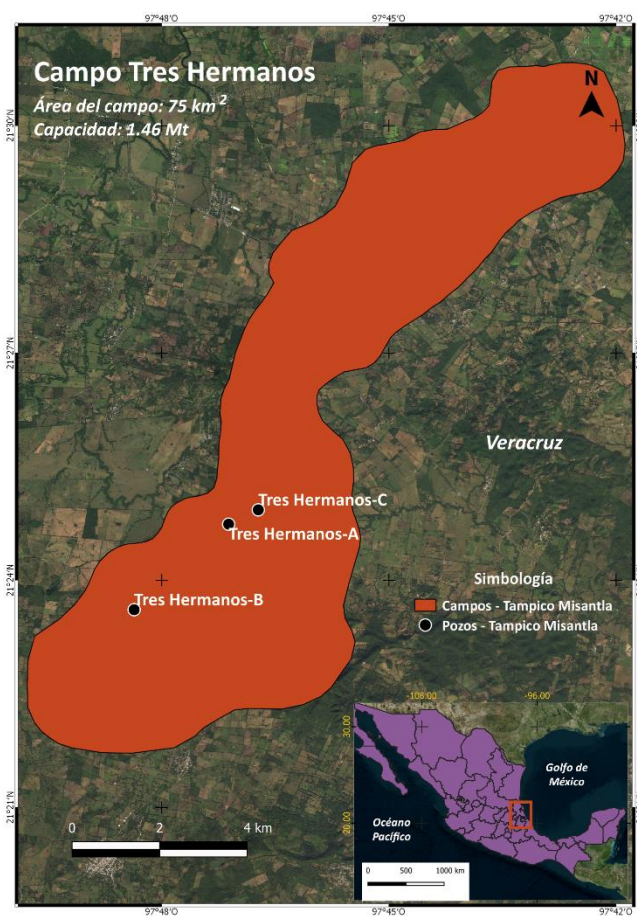 97°48'O
97°45'O
97°42'O
Campo Tres Hermanos
Área del campo: 75 km²
Capacidad: 1.46 Mt
N
21°30'N
21°27'N
21°24'N
21°21'N
Veracruz
Tres Hermanos-C
Tres Hermanos-A
Tres Hermanos-B
Simbología
Campos - Tampico Misantla
Pozos - Tampico Misantla
-108.00
-96.00
30.00
20.00
Golfo de
México
Océano
Pacífico
0 500 1000 km
0 2 4 km
97°48'O
97°45'O
97°42'O